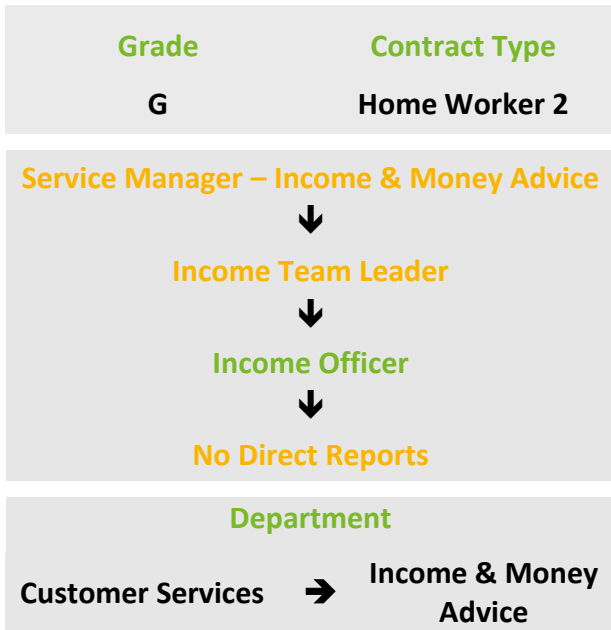 Grade Contract Type
G Home Worker 2
Service Manager – Income & Money Advice
Income Team Leader
Income Officer
No Direct Reports
Department
Customer Services → Income & Money
Advice